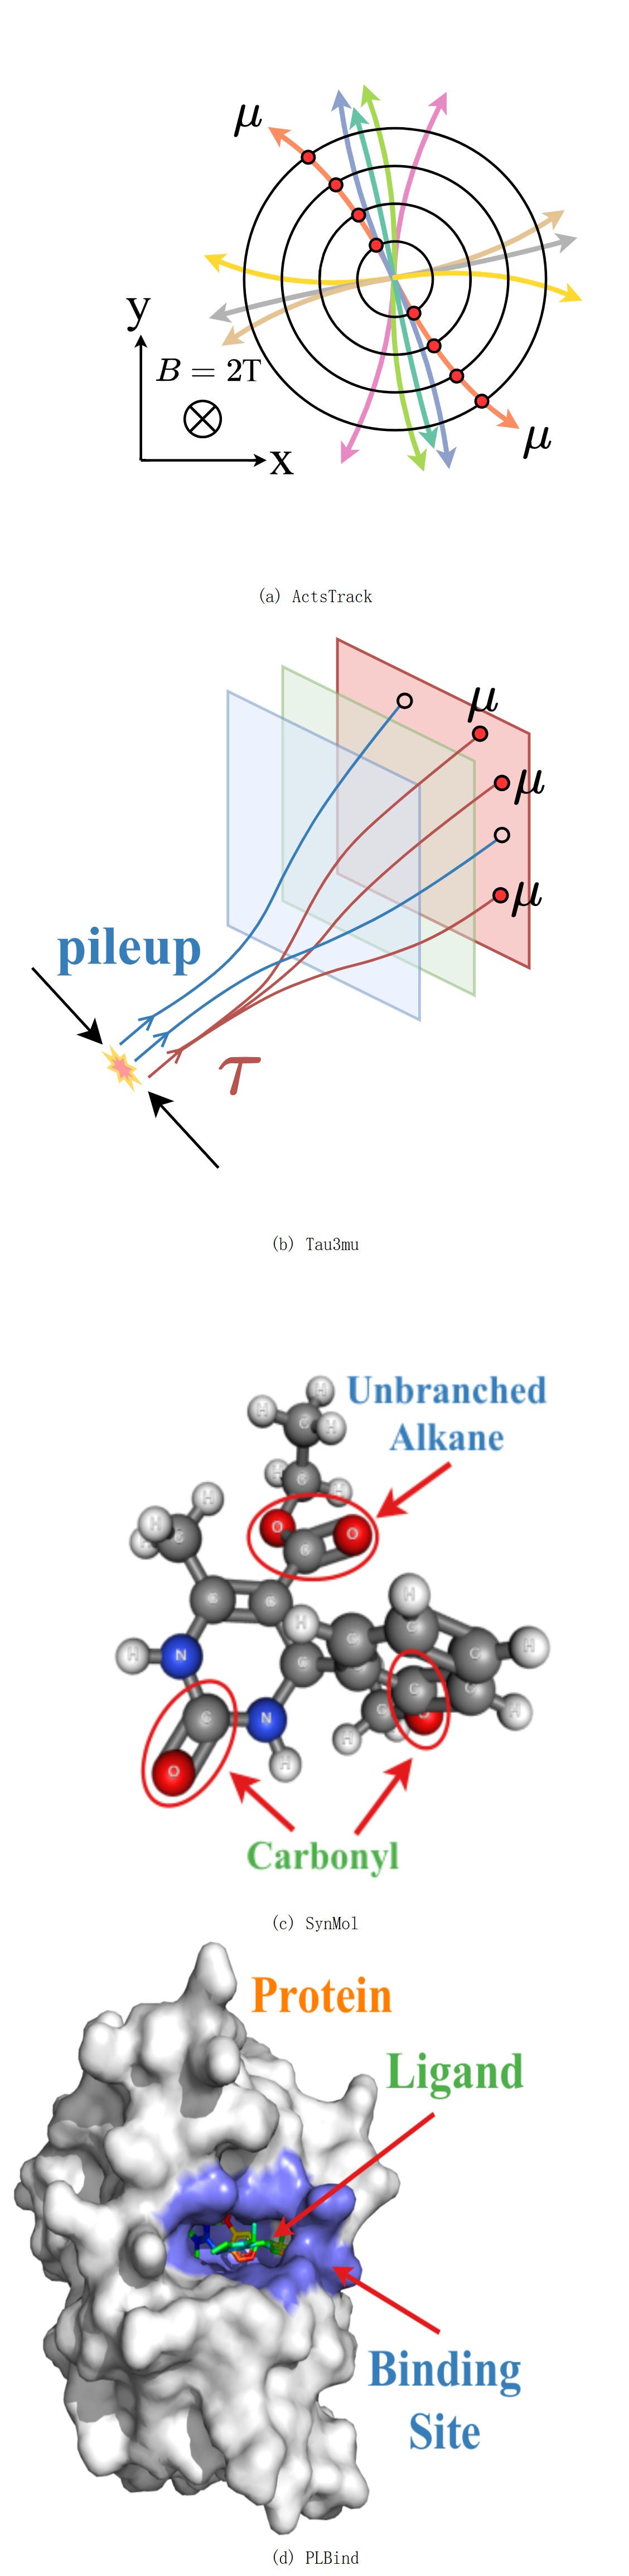 μ
y
B = 2T
x
μ
(a) ActsTrack
μ
μ
μ
pileup
τ
(b) Tau3mu
Unbranched
Alkane
H
H
C
H
H
C
H
H
O
O
H
C
H
C
H
C
C
H
H
C
C
H
H
N
C
C
C
C
C
C
N
C
H
O
H
H
O
Carbonyl
(c) SynMol
Protein
Ligand
Binding
Site
(d) PLBind